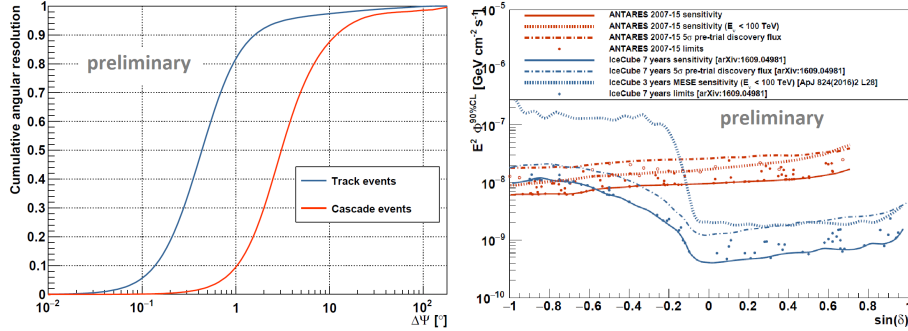 Cumulative angular resolution
1
0.9
0.8
0.7
0.6
0.5
0.4
0.3
0.2
0.1
0
preliminary
Track events
Cascade events
10⁻² 10⁻¹ 1 10 10²
ΔΨ [°]
E² Φ⁹⁰%CL [GeV cm⁻² s⁻¹]
10⁻⁵
10⁻⁶
10⁻⁷
10⁻⁸
10⁻⁹
10⁻¹⁰
ANTARES 2007-15 sensitivity
ANTARES 2007-15 sensitivity (Eᵥ < 100 TeV)
ANTARES 2007-15 5σ pre-trial discovery flux
ANTARES 2007-15 limits
IceCube 7 years sensitivity [arXiv:1609.04981]
IceCube 7 years 5σ pre-trial discovery flux [arXiv:1609.04981]
IceCube 3 years MESE sensitivity (Eᵥ < 100 TeV) [ApJ 824(2016)2 L28]
IceCube 7 years limits [arXiv:1609.04981]
preliminary
−1 −0.8 −0.6 −0.4 −0.2 0 0.2 0.4 0.6 0.8 1
sin(δ)